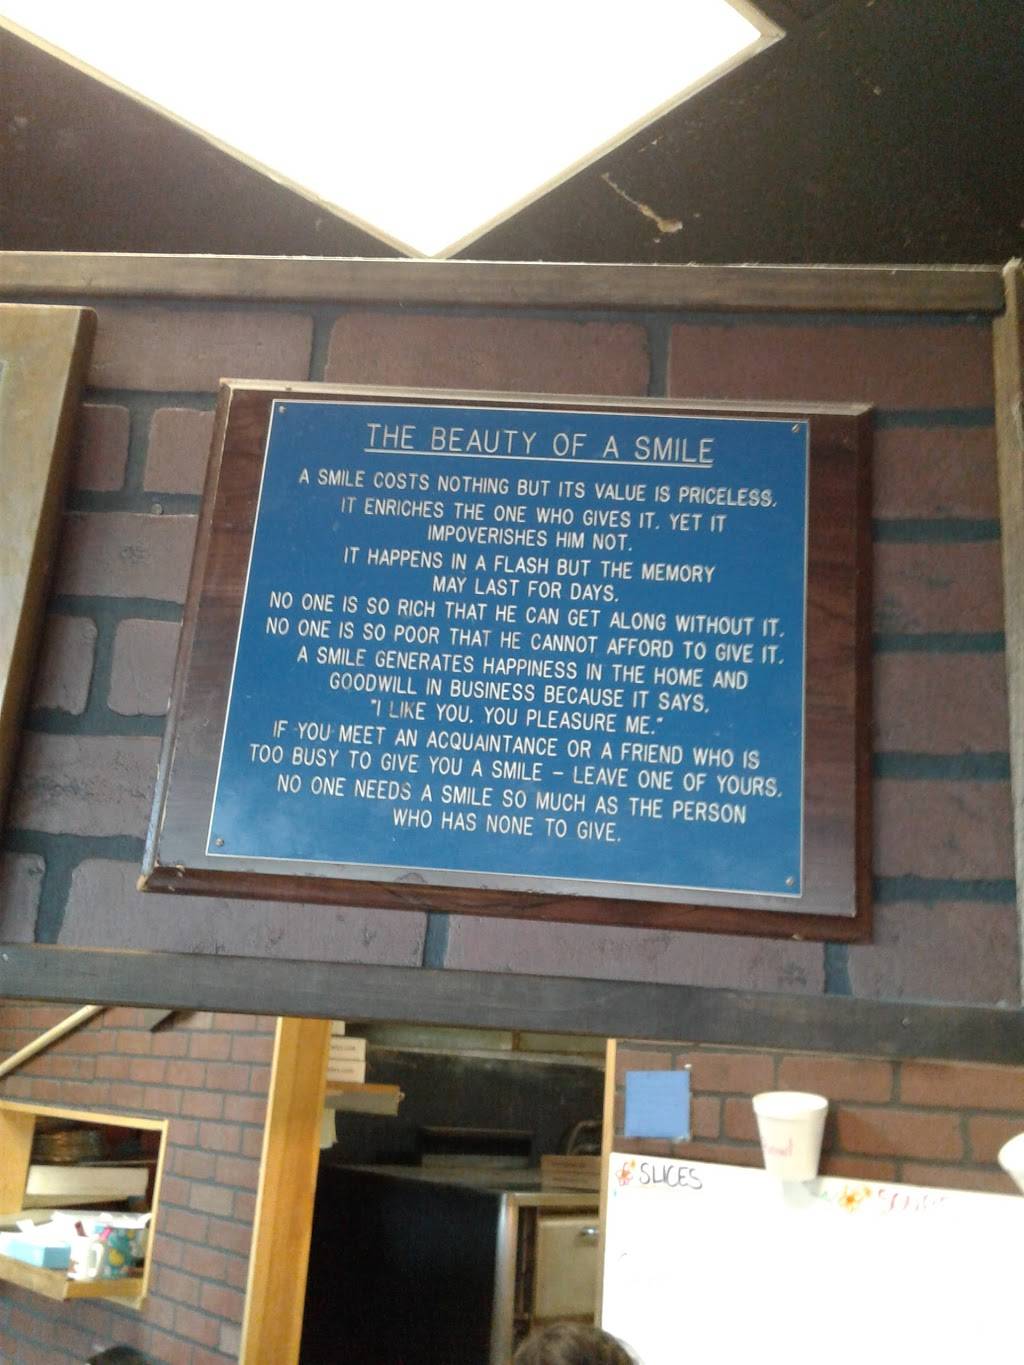 THE BEAUTY OF A SMILE
A SMILE COSTS NOTHING BUT ITS VALUE IS PRICELESS.
IT ENRICHES THE ONE WHO GIVES IT. YET IT
IMPOVERISHES HIM NOT.
IT HAPPENS IN A FLASH BUT THE MEMORY
MAY LAST FOR DAYS.
NO ONE IS SO RICH THAT HE CAN GET ALONG WITHOUT IT.
NO ONE IS SO POOR THAT HE CANNOT AFFORD TO GIVE IT.
A SMILE GENERATES HAPPINESS IN THE HOME AND
GOODWILL IN BUSINESS BECAUSE IT SAYS,
"I LIKE YOU. YOU PLEASURE ME."
IF YOU MEET AN ACQUAINTANCE OR A FRIEND WHO IS
TOO BUSY TO GIVE YOU A SMILE – LEAVE ONE OF YOURS.
NO ONE NEEDS A SMILE SO MUCH AS THE PERSON
WHO HAS NONE TO GIVE.
SLICES